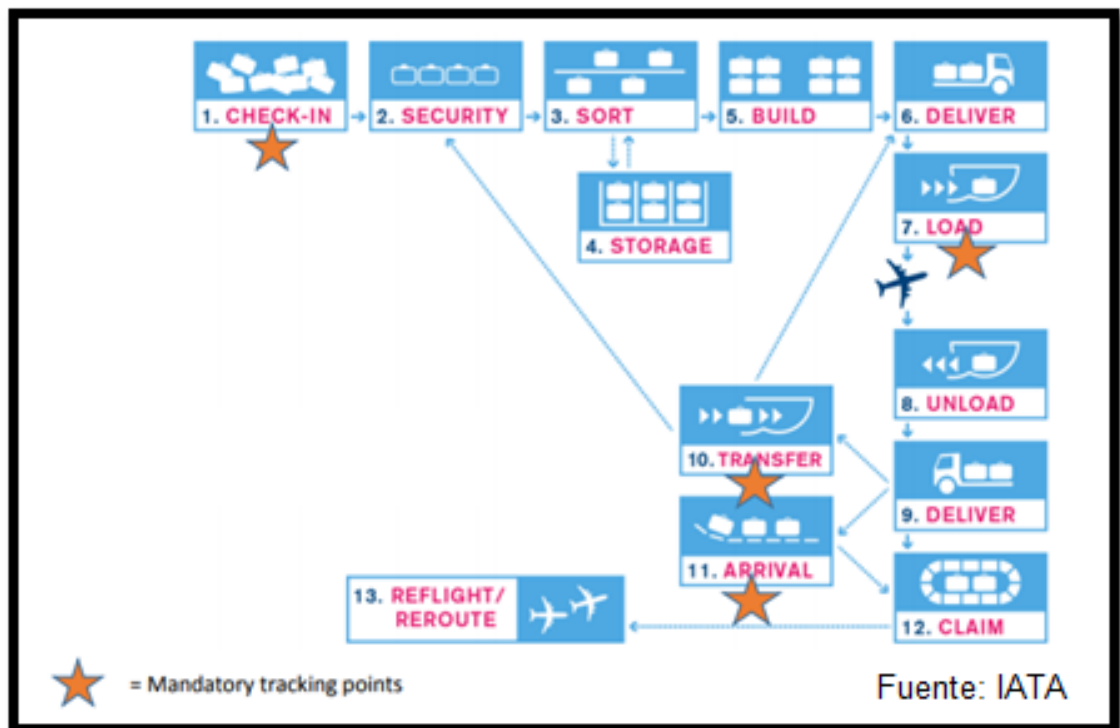 1. CHECK-IN
2. SECURITY
3. SORT
5. BUILD
6. DELIVER
4. STORAGE
7. LOAD
8. UNLOAD
10. TRANSFER
9. DELIVER
11. ARRIVAL
13. REFLIGHT/
REROUTE
12. CLAIM
= Mandatory tracking points
Fuente: IATA